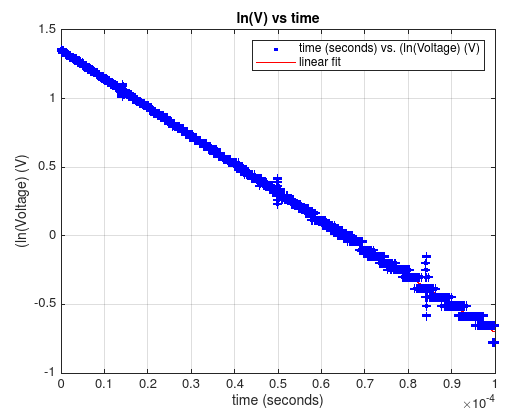 ln(V) vs time
time (seconds) vs. (ln(Voltage) (V)
linear fit
1.5
1
0.5
0
-0.5
-1
(ln(Voltage) (V)
0 0.1 0.2 0.3 0.4 0.5 0.6 0.7 0.8 0.9 1
time (seconds)
×10⁻⁴